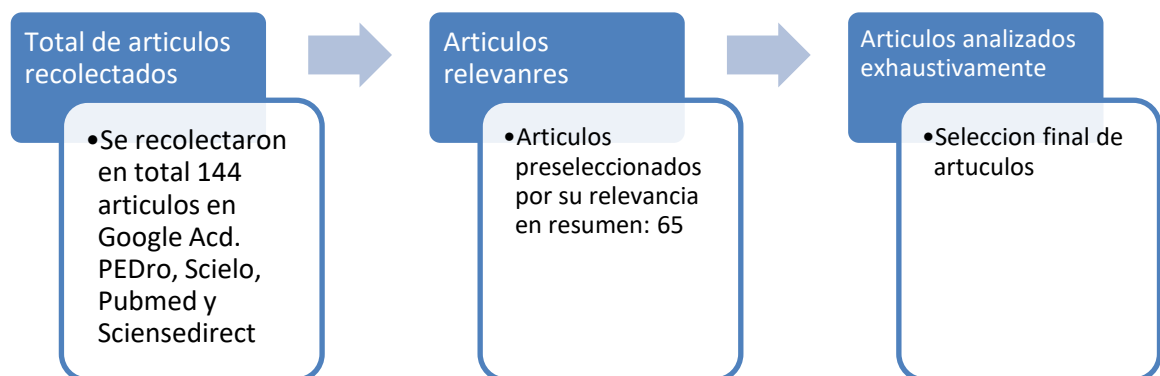 Total de articulos
recolectados
•Se recolectaron
en total 144
articulos en
Google Acd.
PEDro, Scielo,
Pubmed y
Sciensedirect
Articulos
relevanres
•Articulos
preseleccionados
por su relevancia
en resumen: 65
Articulos analizados
exhaustivamente
•Seleccion final de
artuculos